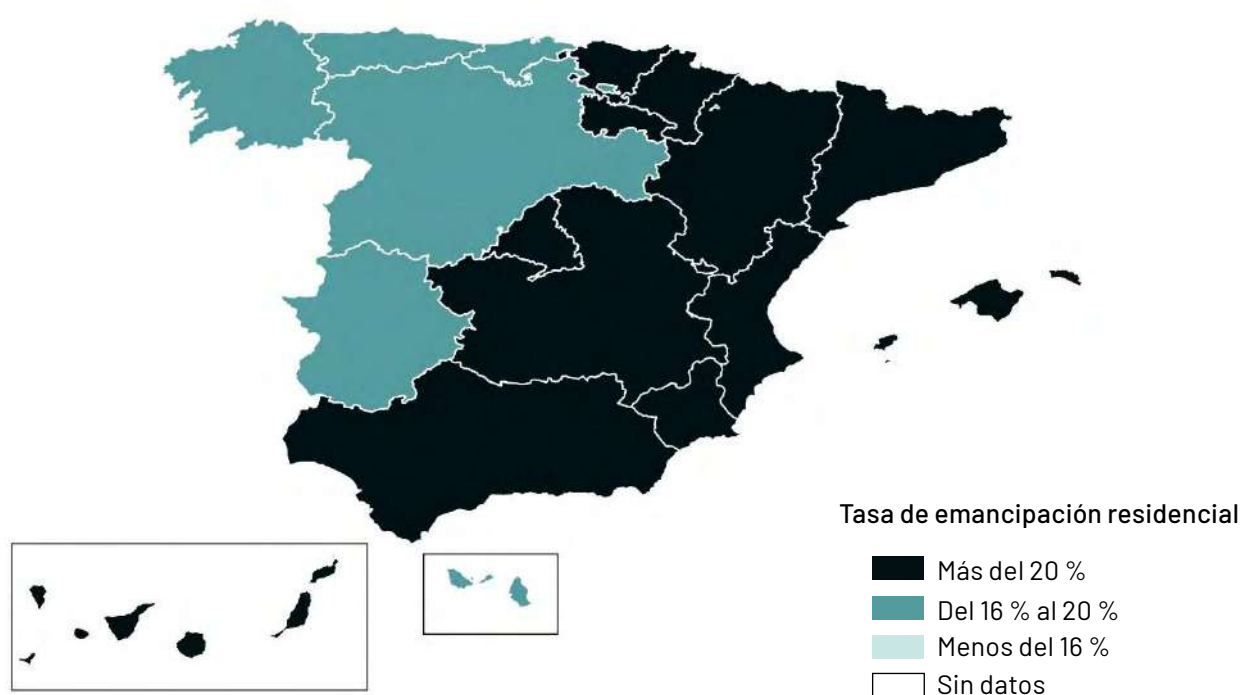 Tasa de emancipación residencial
Más del 20 %
Del 16 % al 20 %
Menos del 16 %
Sin datos